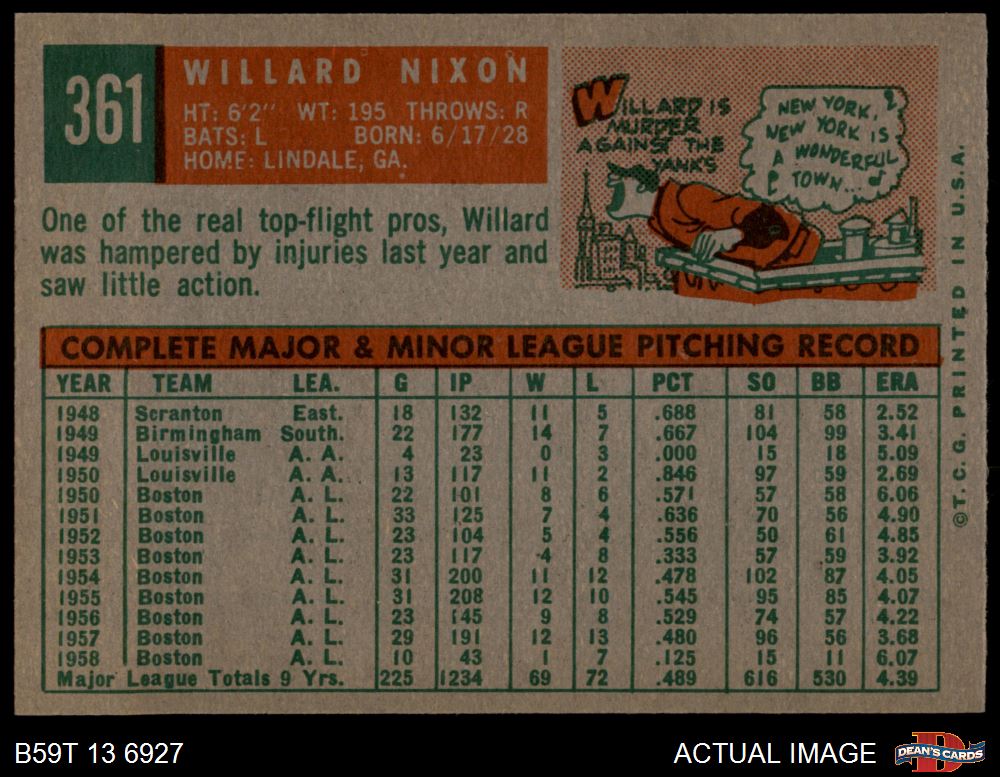 361
WILLARD NIXON
HT: 6'2" WT: 195 THROWS: R
BATS: L BORN: 6/17/28
HOME: LINDALE, GA.
WILLARD IS
MURDER
AGAINST THE
YANKS
NEW YORK,
NEW YORK IS
A WONDERFUL
TOWN...
One of the real top-flight pros, Willard
was hampered by injuries last year and
saw little action.
COMPLETE MAJOR & MINOR LEAGUE PITCHING RECORD
YEAR TEAM LEA. G IP W L PCT SO BB ERA
1948 Scranton East. 18 132 11 5 .688 81 58 2.52
1949 Birmingham South. 22 177 14 7 .667 104 99 3.41
1949 Louisville A. A. 4 23 0 3 .000 15 18 5.09
1950 Louisville A. A. 13 117 11 2 .846 97 59 2.69
1950 Boston A. L. 22 101 8 6 .571 57 58 6.06
1951 Boston A. L. 33 125 7 4 .636 70 56 4.90
1952 Boston A. L. 23 104 5 4 .556 50 61 4.85
1953 Boston A. L. 23 117 4 8 .333 57 59 3.92
1954 Boston A. L. 31 200 11 12 .478 102 87 4.05
1955 Boston A. L. 31 208 12 10 .545 95 85 4.07
1956 Boston A. L. 23 145 9 8 .529 74 57 4.22
1957 Boston A. L. 29 191 12 13 .480 96 56 3.68
1958 Boston A. L. 10 43 1 7 .125 15 11 6.07
Major League Totals 9 Yrs. 225 1234 69 72 .489 616 530 4.39
©T.C.G. PRINTED IN U.S.A.
B59T 13 6927
ACTUAL IMAGE
D
DEAN'S CARDS